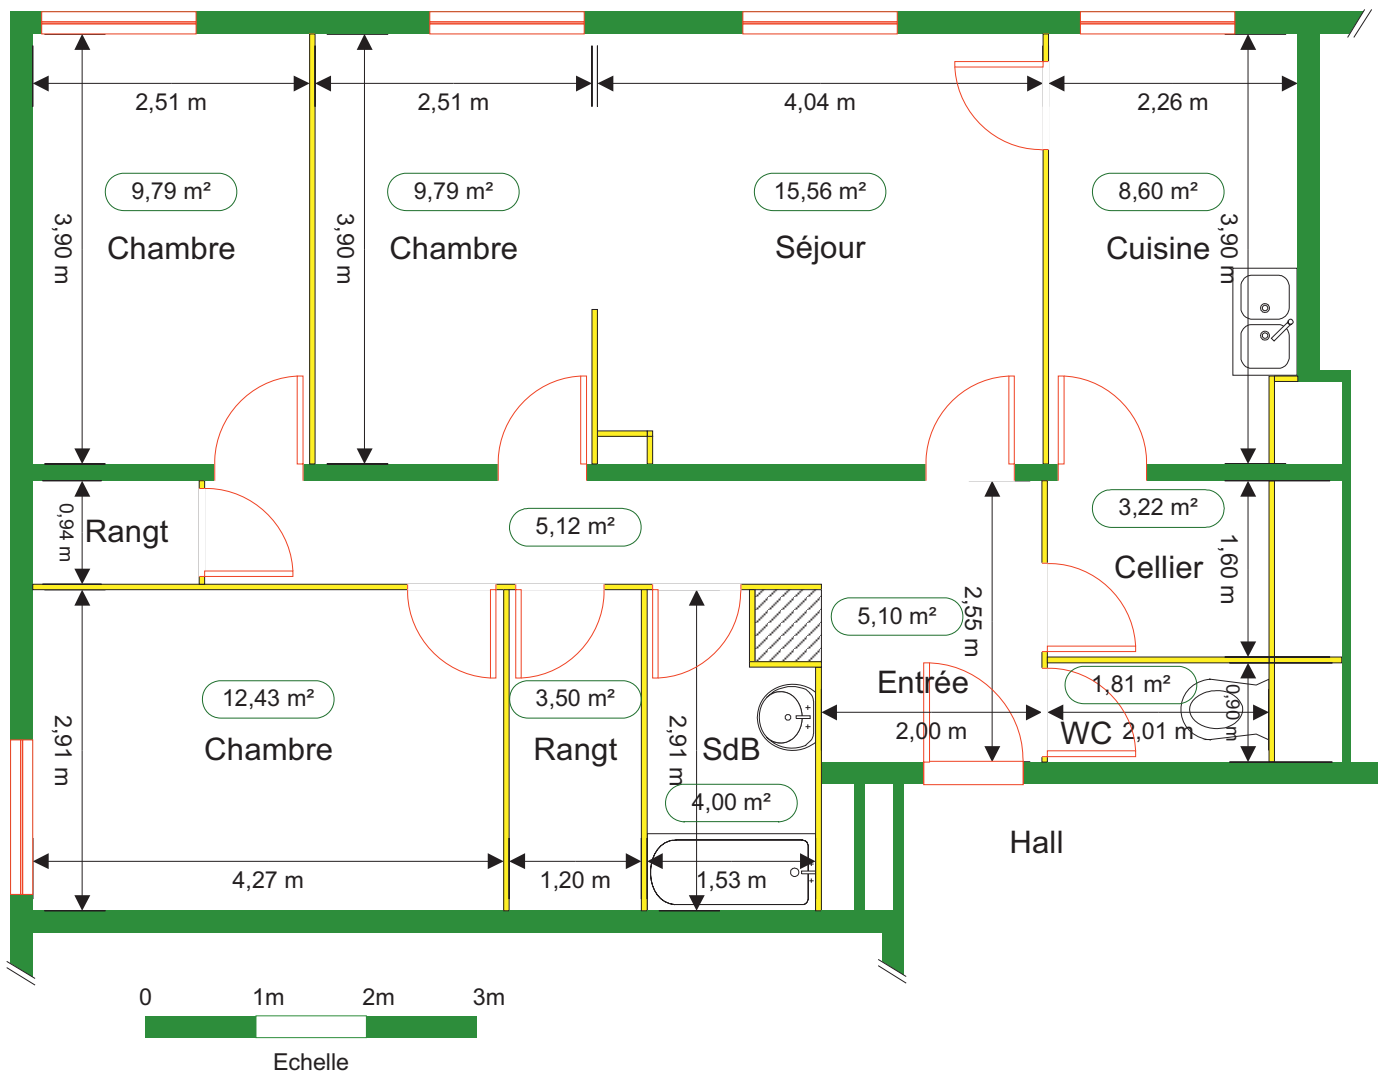 2,51 m
2,51 m
4,04 m
2,26 m
9,79 m²
9,79 m²
15,56 m²
8,60 m²
3,90 m
Chambre
3,90 m
Chambre
Séjour
Cuisine
3,90 m
0,94 m
Rangt
5,12 m²
3,22 m²
Cellier
1,60 m
5,10 m²
2,55 m
Entrée
2,00 m
1,81 m²
WC
2,01 m
0,90 m
12,43 m²
2,91 m
Chambre
3,50 m²
Rangt
2,91 m
SdB
4,00 m²
4,27 m
1,20 m
1,53 m
Hall
0 1m 2m 3m
Echelle